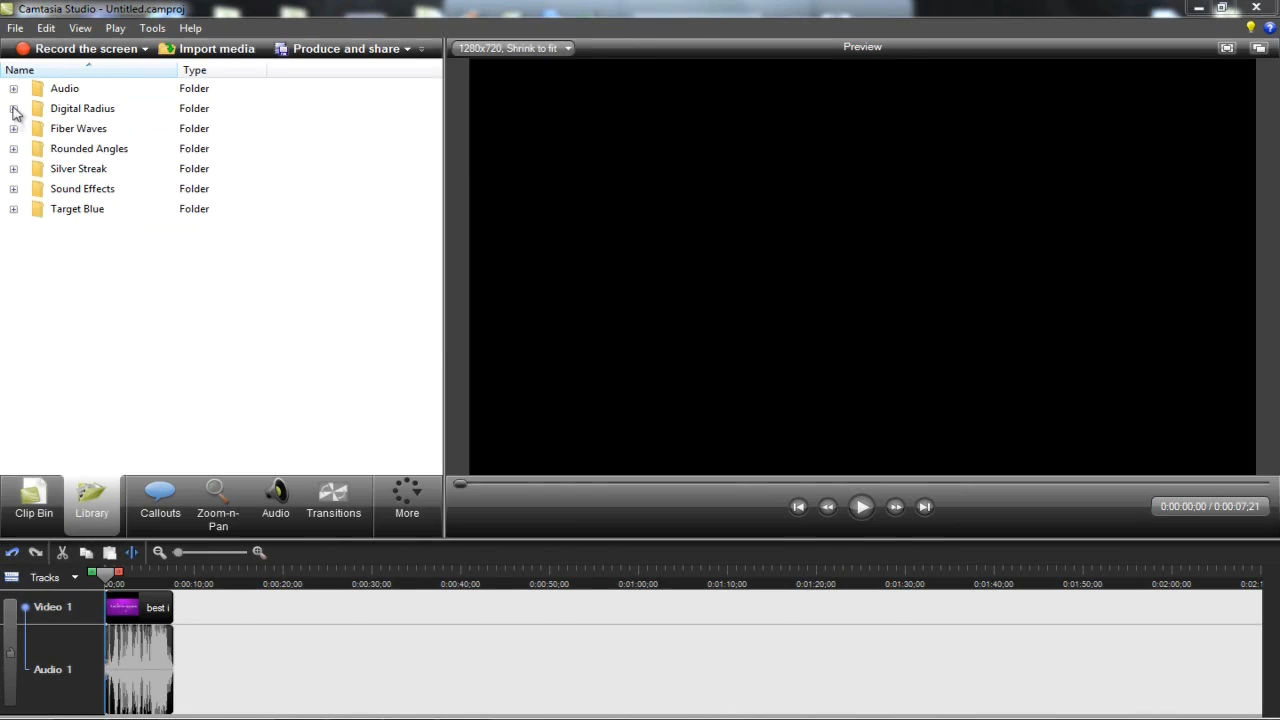 Camtasia Studio - Untitled.camproj
File Edit View Play Tools Help
Record the screen Import media Produce and share
1280x720, Shrink to fit Preview
Name Type
Audio Folder
Digital Radius Folder
Fiber Waves Folder
Rounded Angles Folder
Silver Streak Folder
Sound Effects Folder
Target Blue Folder
Clip Bin Library Callouts Zoom-n-Pan Audio Transitions More
0:00:00;00 / 0:00:07;21
Tracks 00;00 0:00:10;00 0:00:20;00 0:00:30;00 0:00:40;00 0:00:50;00 0:01:00;00 0:01:10;00 0:01:20;00 0:01:30;00 0:01:40;00 0:01:50;00 0:02:00;00 0:02:1
Video 1 best i
Audio 1